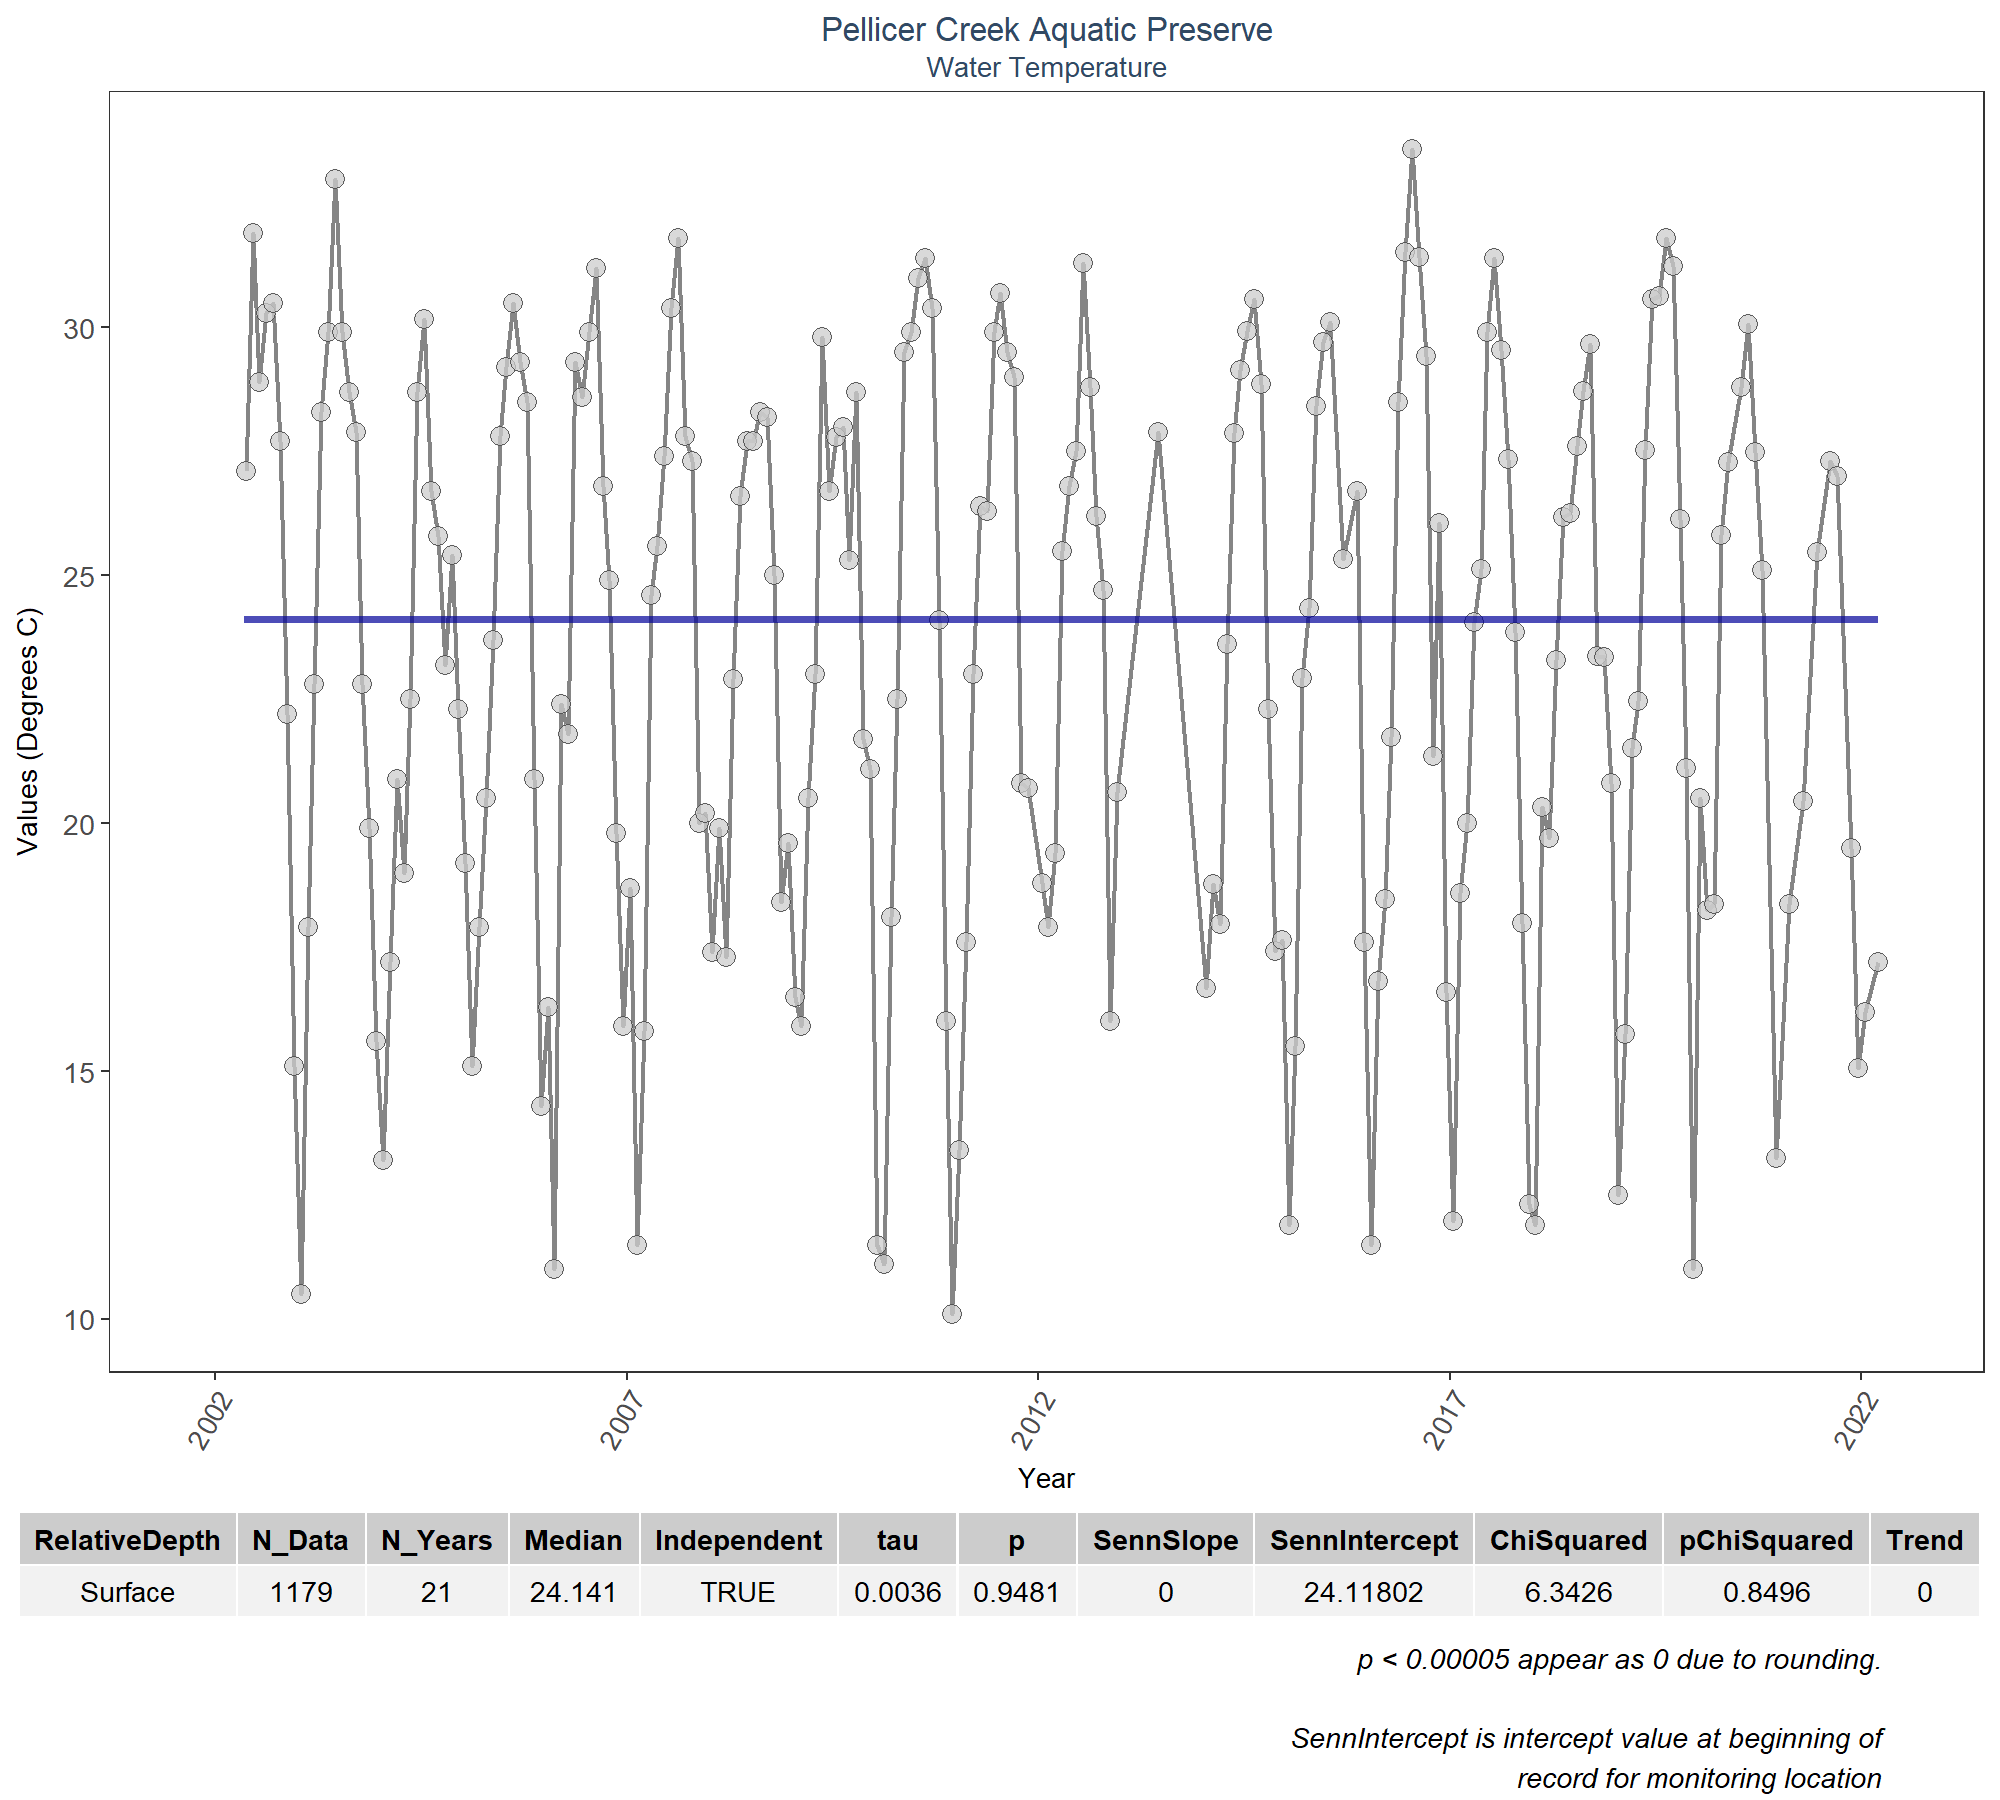 Pellicer Creek Aquatic Preserve
Water Temperature
Values (Degrees C)
30
25
20
15
10
2002
2007
2012
2017
2022
Year
RelativeDepth N_Data N_Years Median Independent tau p SennSlope SennIntercept ChiSquared pChiSquared Trend
Surface 1179 21 24.141 TRUE 0.0036 0.9481 0 24.11802 6.3426 0.8496 0
p < 0.00005 appear as 0 due to rounding.
SennIntercept is intercept value at beginning of
record for monitoring location